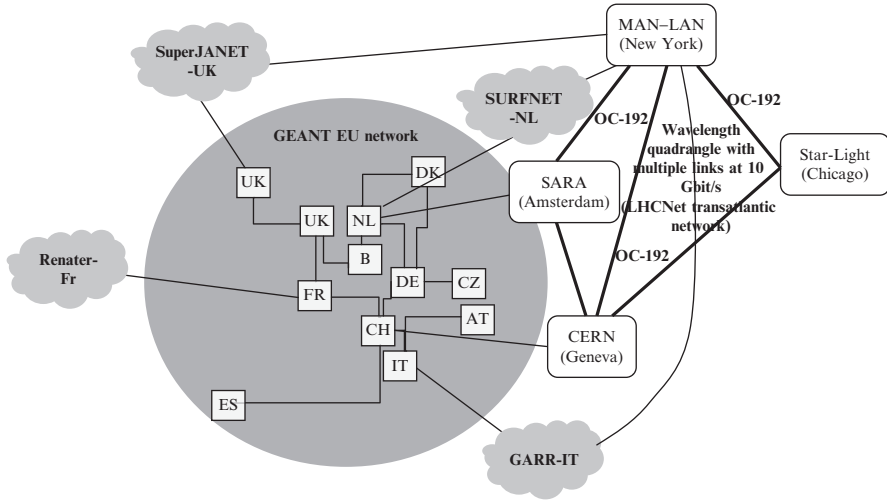 MAN–LAN
(New York)
SuperJANET
-UK
SURFNET
-NL
OC-192
OC-192
GEANT EU network
Wavelength
quadrangle with
multiple links at 10
Gbit/s
(LHCNet transatlantic
network)
Star-Light
(Chicago)
DK
UK
SARA
(Amsterdam)
UK
NL
B
Renater-
Fr
OC-192
DE
CZ
FR
AT
CH
CERN
(Geneva)
IT
ES
GARR-IT